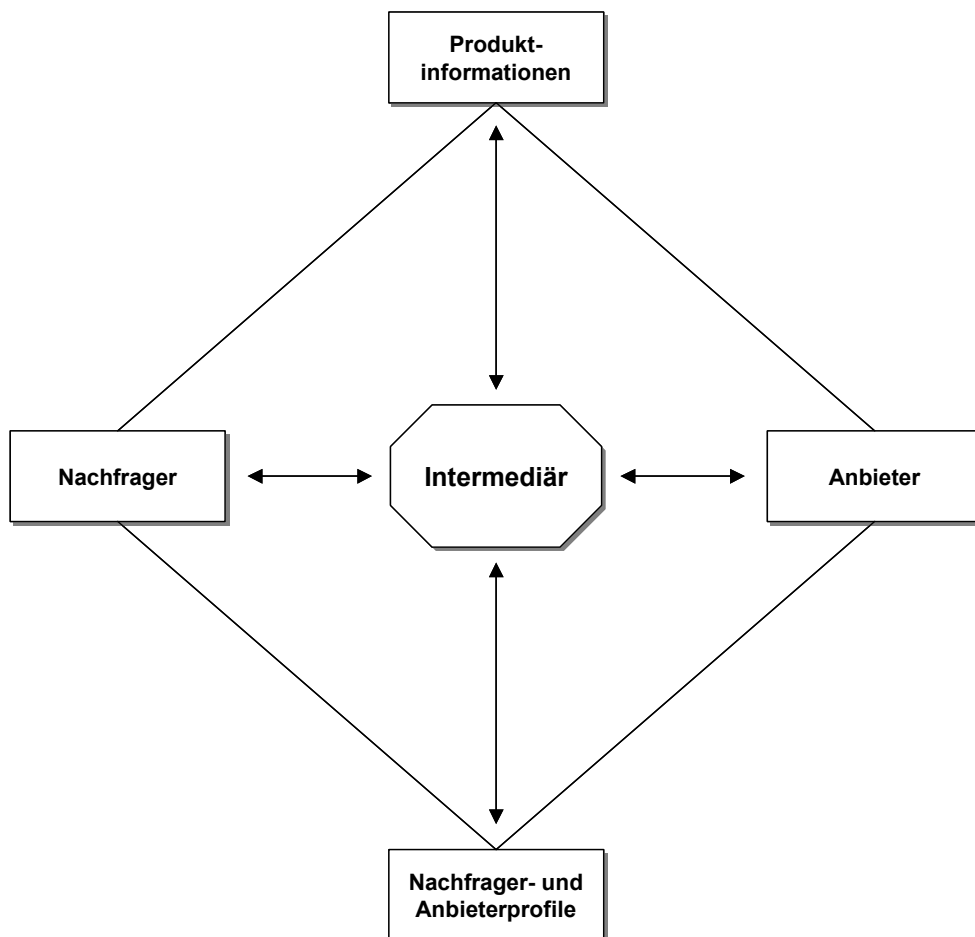 Produkt-
informationen
Nachfrager
Intermediär
Anbieter
Nachfrager- und
Anbieterprofile